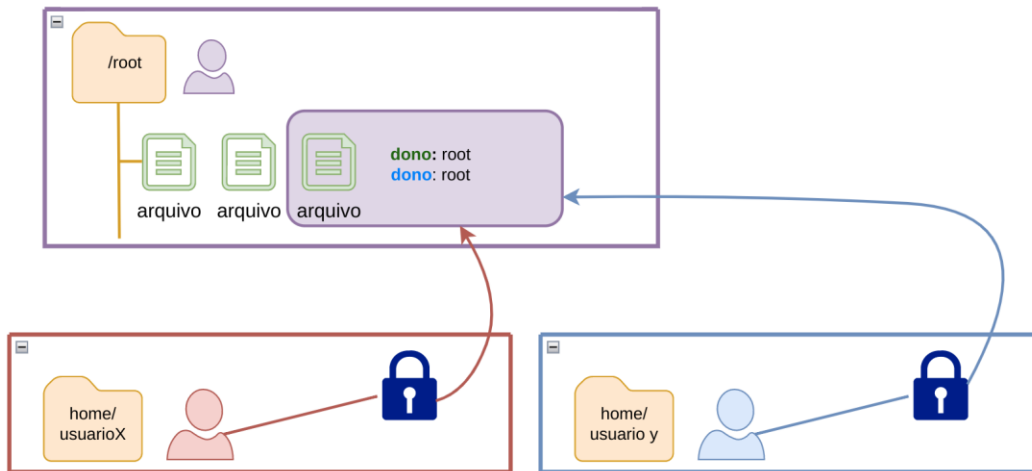 /root
dono: root
dono: root
arquivo
arquivo
arquivo
home/
usuarioX
home/
usuario y